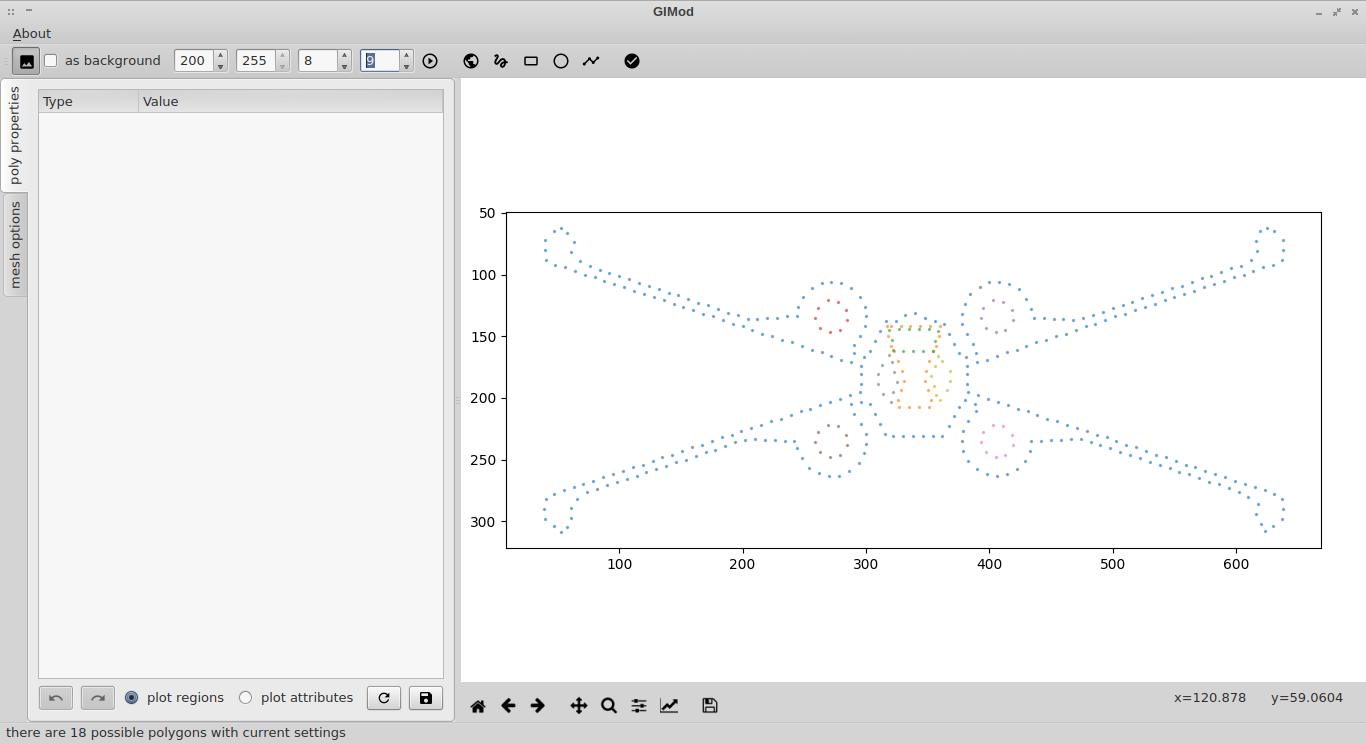 GIMod
About
as background 200 255 8 9
poly properties
mesh options
Type Value
50
100
150
200
250
300
100 200 300 400 500 600
plot regions plot attributes
x=120.878 y=59.0604
there are 18 possible polygons with current settings